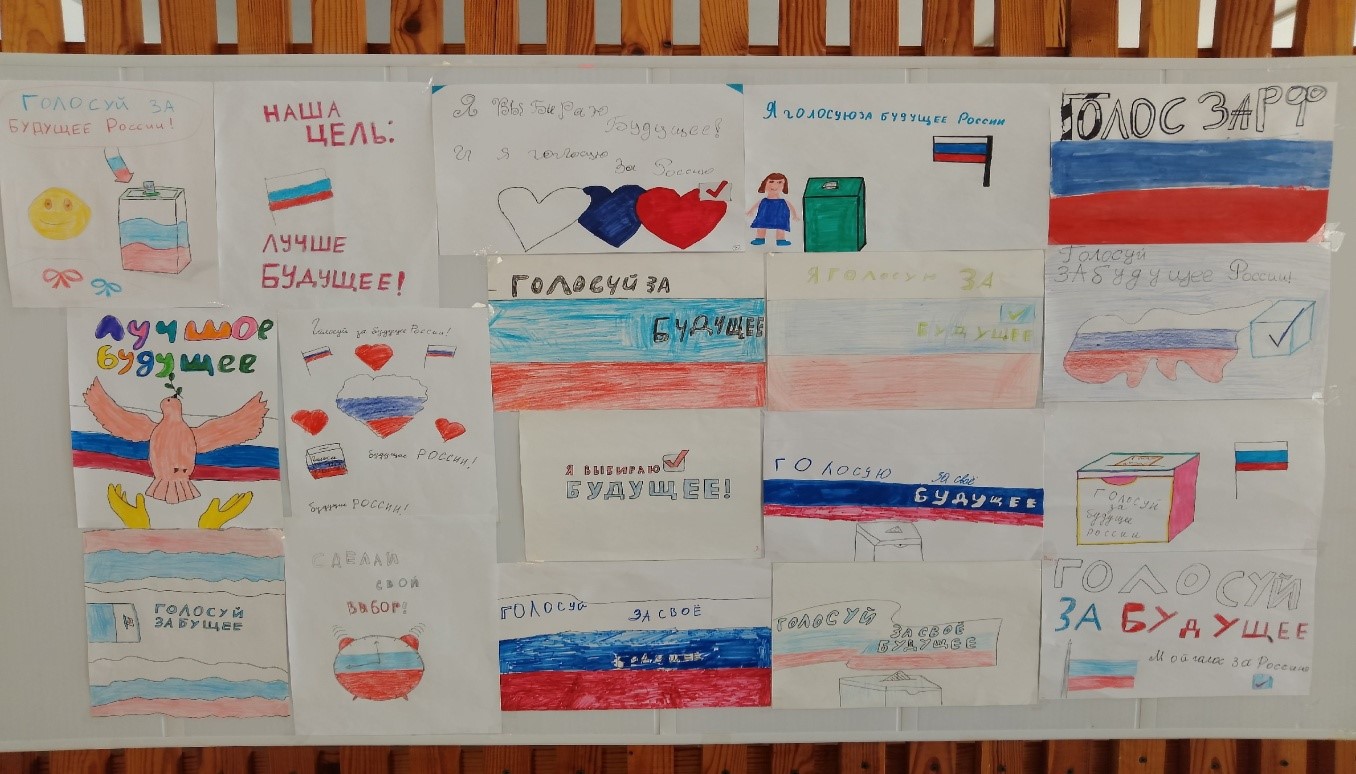 ГОЛОСУЙ ЗА
БУДУЩЕЕ РОССИИ!
НАША
ЦЕЛЬ:
ЛУЧШЕ
БУДУЩЕЕ!
Я ВЫБИРАЮ
Будущее!
И я голосую
За Россию
Я ГОЛОСУЮ ЗА БУДУЩЕЕ РОССИИ
ГОЛОС ЗА РФ
Лучшое
будущее
Голосуй за будущее России!
Будущее РОССИИ!
Будущее РОССИИ!
ГОЛОСУЙ ЗА
БУДУЩЕЕ
Я ГОЛОСУЮ ЗА
БУДУЩЕЕ
Голосуй
ЗА Будущее России!
Я ВЫБИРАЮ
БУДУЩЕЕ!
ГОЛОСУЮ ЗА своё
БУДУЩЕЕ
ГОЛОСУЙ
за
будущие
РОССИИ
ГОЛОСУЙ
ЗА БУЩЕЕ
СДЕЛАЙ
СВОЙ
ВЫБОР!
ГОЛОСУЙ ЗА СВОЁ
ГОЛОСУЙ
ЗА СВОЁ
БУДУЩЕЕ
ГОЛОСУЙ
ЗА БУДУЩЕЕ
Мой голос за Россию